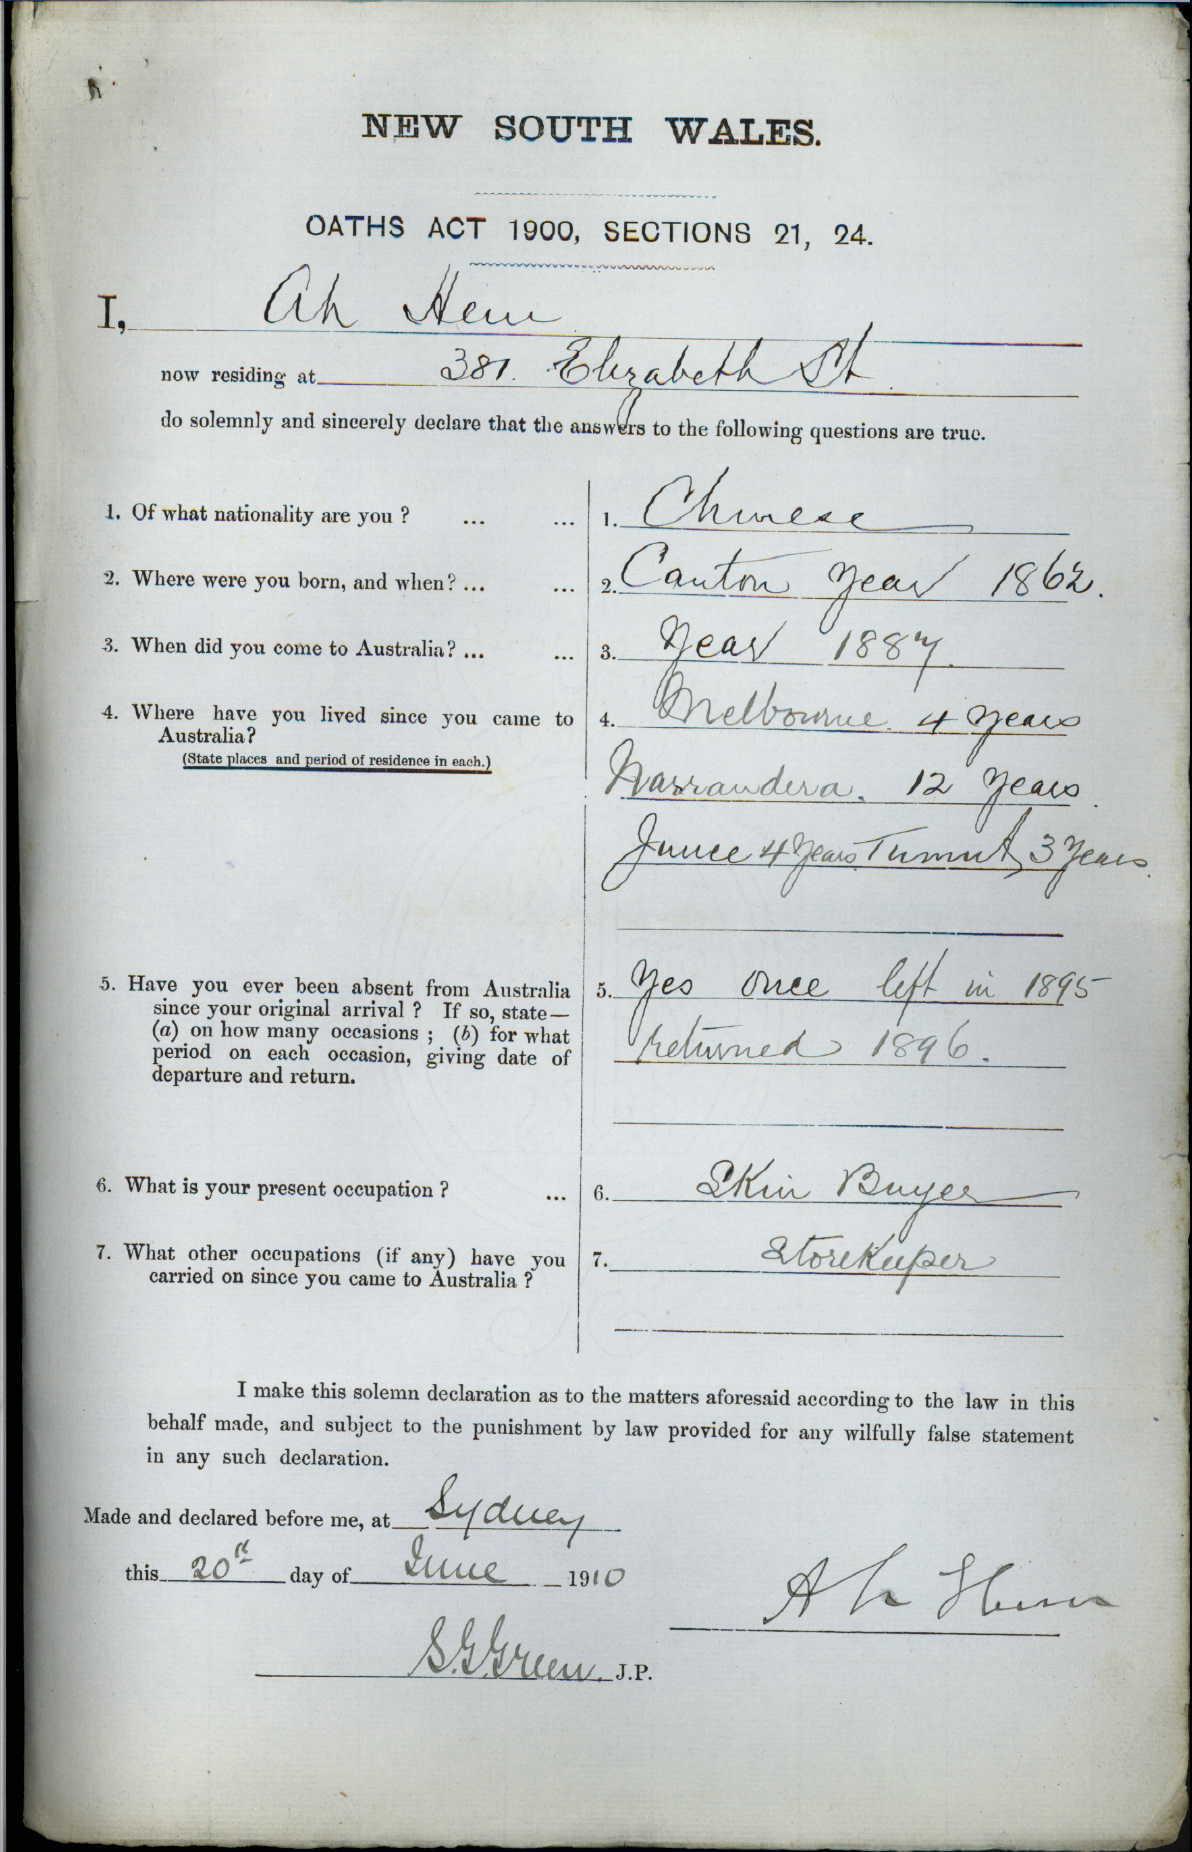 NEW SOUTH WALES.
OATHS ACT 1900, SECTIONS 21, 24.
I, Ah Hem
now residing at 381. Elizabeth St
do solemnly and sincerely declare that the answers to the following questions are true.
1. Of what nationality are you ? ... ... 1. Chinese
2. Where were you born, and when? ... ... 2. Canton Year 1862.
3. When did you come to Australia? ... ... 3. Year 1887.
4. Where have you lived since you came to 4. Melbourne 4 years
Australia?
(State places and period of residence in each.)
Narrandera. 12 years.
Junee 4 Years Tumut 3 Years.
5. Have you ever been absent from Australia 5. Yes once left in 1895
since your original arrival ? If so, state—
(a) on how many occasions ; (b) for what
period on each occasion, giving date of returned 1896.
departure and return.
6. What is your present occupation ? ... 6. Skin Buyer
7. What other occupations (if any) have you 7. StoreKeeper
carried on since you came to Australia ?
I make this solemn declaration as to the matters aforesaid according to the law in this
behalf made, and subject to the punishment by law provided for any wilfully false statement
in any such declaration.
Made and declared before me, at Sydney
this 20th day of June 1910
Ah Hem
S.G. Green. J.P.